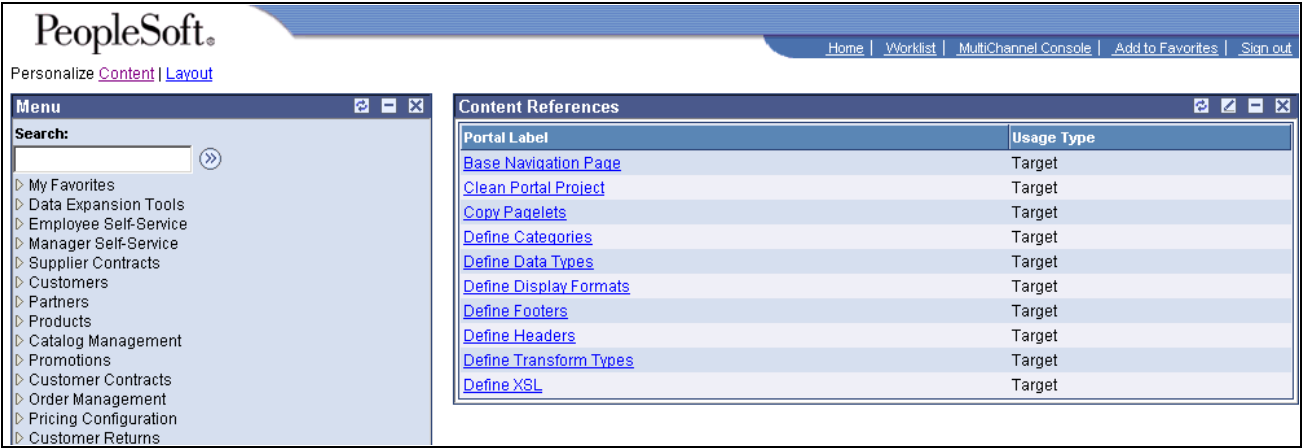 PeopleSoft.
Home | Worklist | MultiChannel Console | Add to Favorites | Sign out
Personalize Content | Layout
Menu
Search:
My Favorites
Data Expansion Tools
Employee Self-Service
Manager Self-Service
Supplier Contracts
Customers
Partners
Products
Catalog Management
Promotions
Customer Contracts
Order Management
Pricing Configuration
Customer Returns
Content References
Portal Label Usage Type
Base Navigation Page Target
Clean Portal Project Target
Copy Pagelets Target
Define Categories Target
Define Data Types Target
Define Display Formats Target
Define Footers Target
Define Headers Target
Define Transform Types Target
Define XSL Target